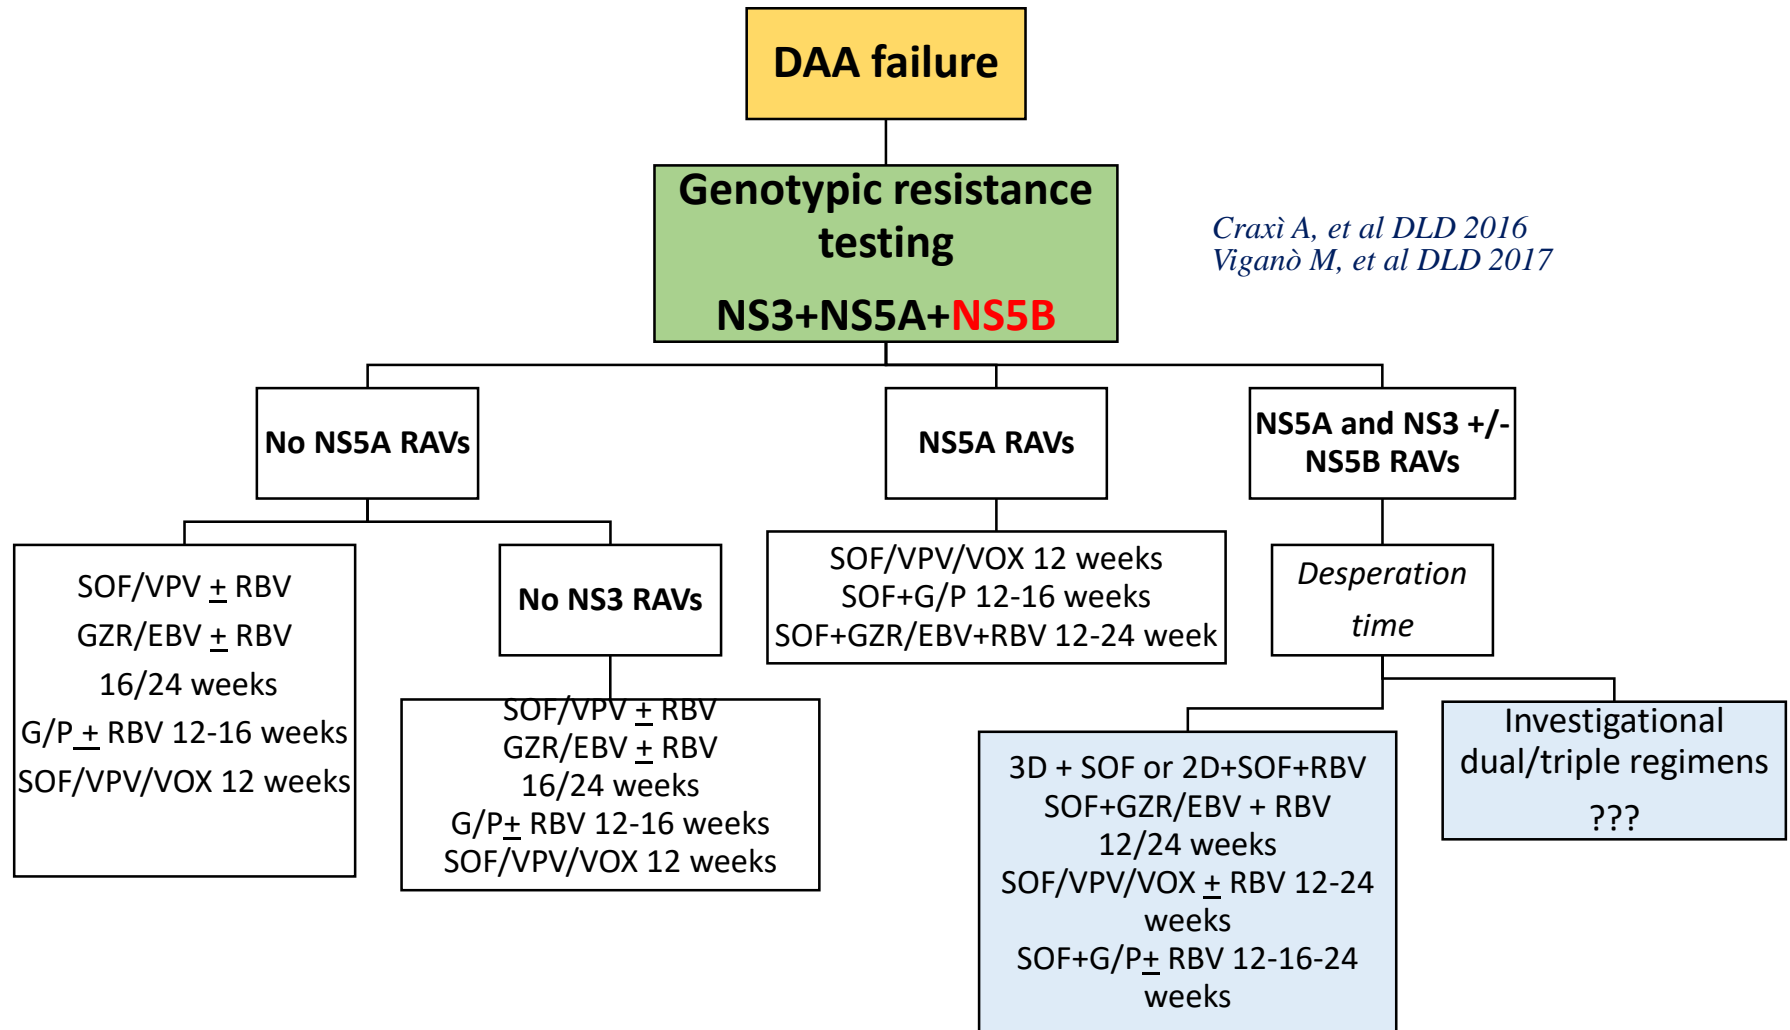 DAA failure
Genotypic resistance
testing
NS3+NS5A+NS5B
Craxì A, et al DLD 2016
Viganò M, et al DLD 2017
No NS5A RAVs
NS5A RAVs
NS5A and NS3 +/-
NS5B RAVs
SOF/VPV + RBV
GZR/EBV + RBV
16/24 weeks
G/P + RBV 12-16 weeks
SOF/VPV/VOX 12 weeks
No NS3 RAVs
SOF/VPV + RBV
GZR/EBV + RBV
16/24 weeks
G/P+ RBV 12-16 weeks
SOF/VPV/VOX 12 weeks
SOF/VPV/VOX 12 weeks
SOF+G/P 12-16 weeks
SOF+GZR/EBV+RBV 12-24 week
Desperation
time
3D + SOF or 2D+SOF+RBV
SOF+GZR/EBV + RBV
12/24 weeks
SOF/VPV/VOX + RBV 12-24
weeks
SOF+G/P+ RBV 12-16-24
weeks
Investigational
dual/triple regimens
???